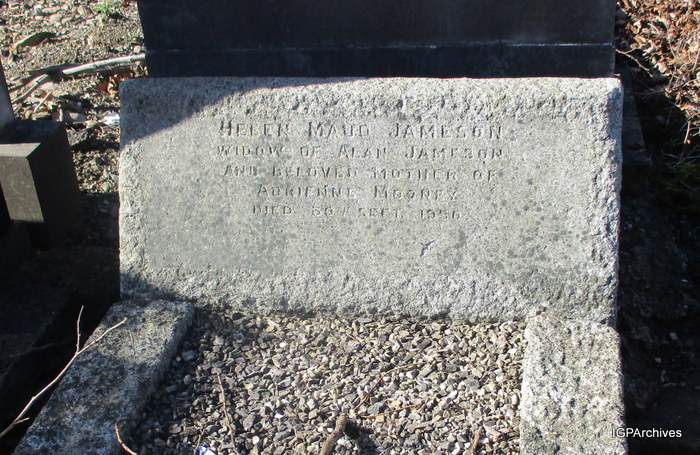 Helen Maud Jameson
widow of Alan Jameson
and beloved mother of
Adrienne Mooney
died 30th Sept. 1956
IGPArchives